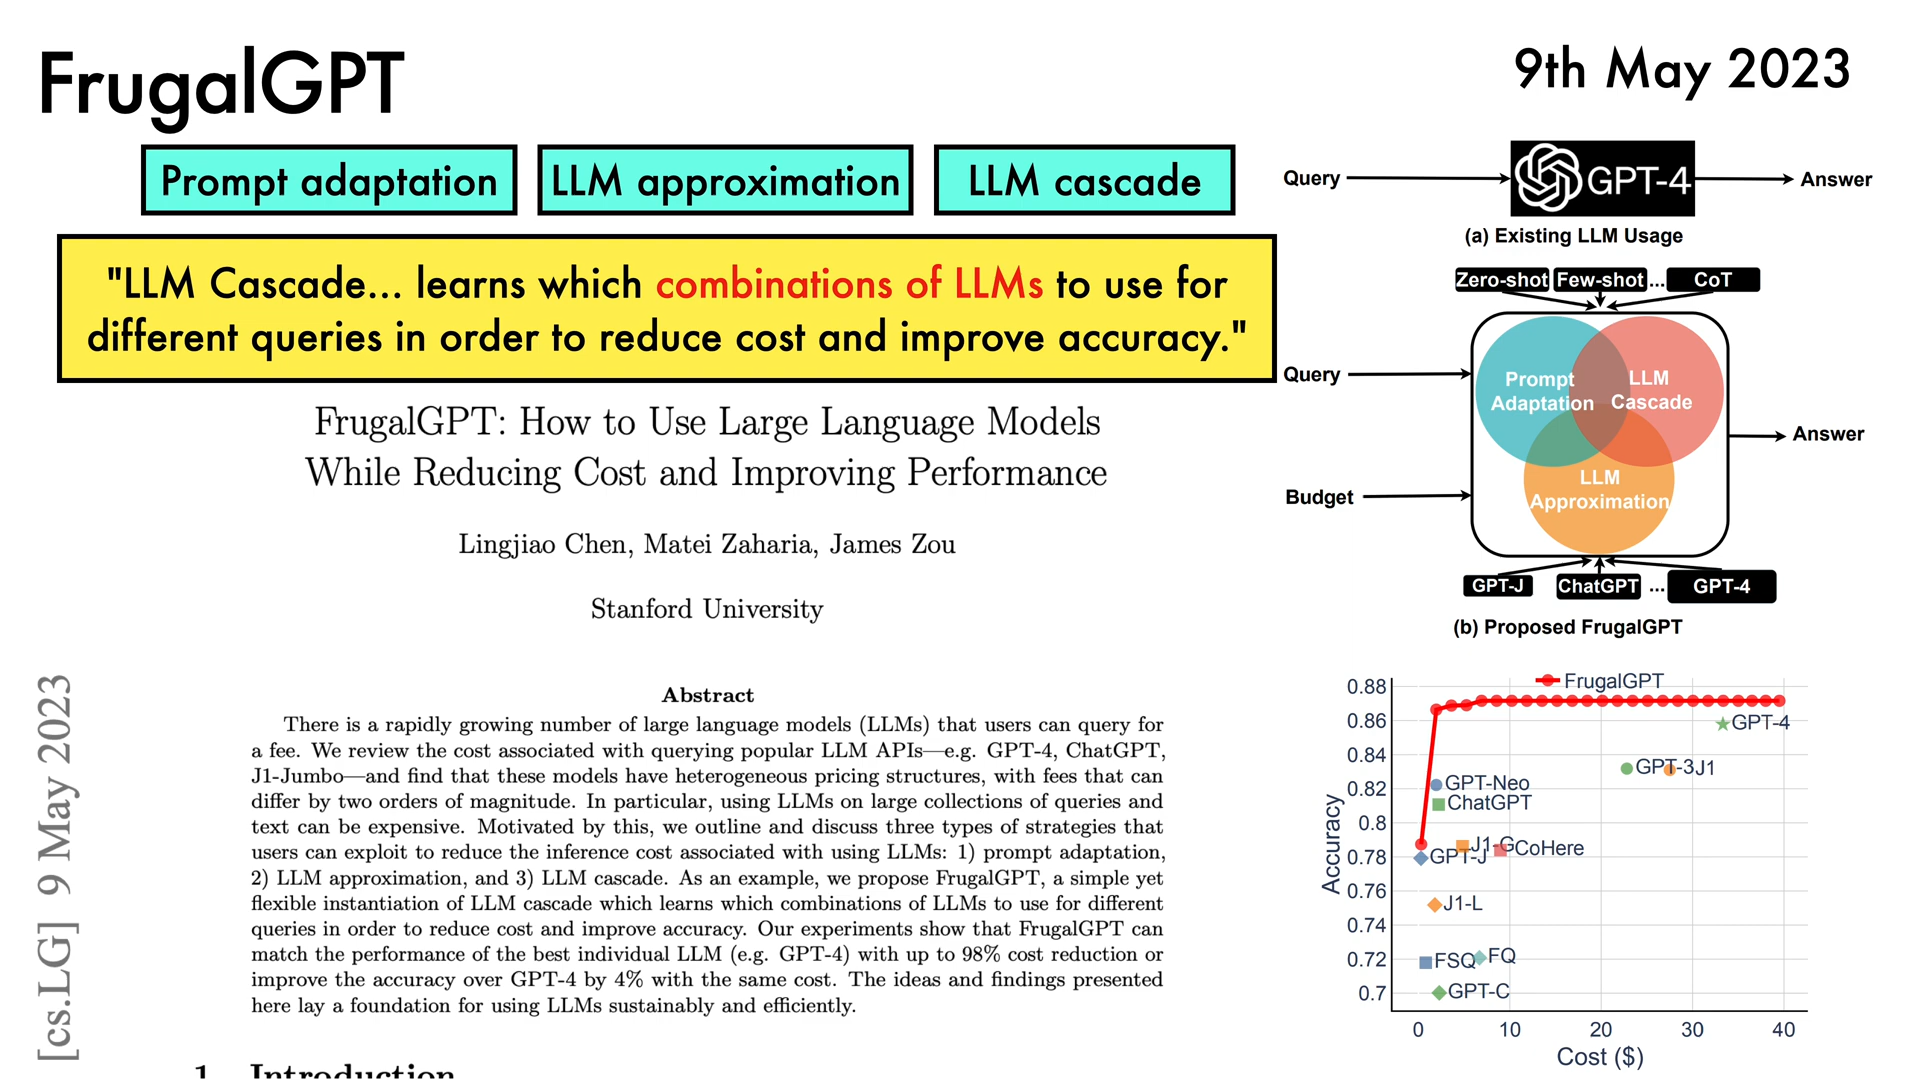 FrugalGPT
9th May 2023
Prompt adaptation
LLM approximation
LLM cascade
"LLM Cascade... learns which combinations of LLMs to use for
different queries in order to reduce cost and improve accuracy."
FrugalGPT: How to Use Large Language Models
While Reducing Cost and Improving Performance
Lingjiao Chen, Matei Zaharia, James Zou
Stanford University
[cs.LG] 9 May 2023
Abstract
There is a rapidly growing number of large language models (LLMs) that users can query for
a fee. We review the cost associated with querying popular LLM APIs—e.g. GPT-4, ChatGPT,
J1-Jumbo—and find that these models have heterogeneous pricing structures, with fees that can
differ by two orders of magnitude. In particular, using LLMs on large collections of queries and
text can be expensive. Motivated by this, we outline and discuss three types of strategies that
users can exploit to reduce the inference cost associated with using LLMs: 1) prompt adaptation,
2) LLM approximation, and 3) LLM cascade. As an example, we propose FrugalGPT, a simple yet
flexible instantiation of LLM cascade which learns which combinations of LLMs to use for different
queries in order to reduce cost and improve accuracy. Our experiments show that FrugalGPT can
match the performance of the best individual LLM (e.g. GPT-4) with up to 98% cost reduction or
improve the accuracy over GPT-4 by 4% with the same cost. The ideas and findings presented
here lay a foundation for using LLMs sustainably and efficiently.
1 Introduction
Query
GPT-4
Answer
(a) Existing LLM Usage
Zero-shot
Few-shot
...
CoT
Query
Prompt
Adaptation
LLM
Cascade
Answer
LLM
Approximation
Budget
GPT-J
ChatGPT
...
GPT-4
(b) Proposed FrugalGPT
FrugalGPT
0.88
0.86
0.84
0.82
0.8
0.78
0.76
0.74
0.72
0.7
Accuracy
GPT-4
GPT-3
J1
GPT-Neo
ChatGPT
J1-G
CoHere
GPT-J
J1-L
FSQ
FQ
GPT-C
0
10
20
30
40
Cost ($)